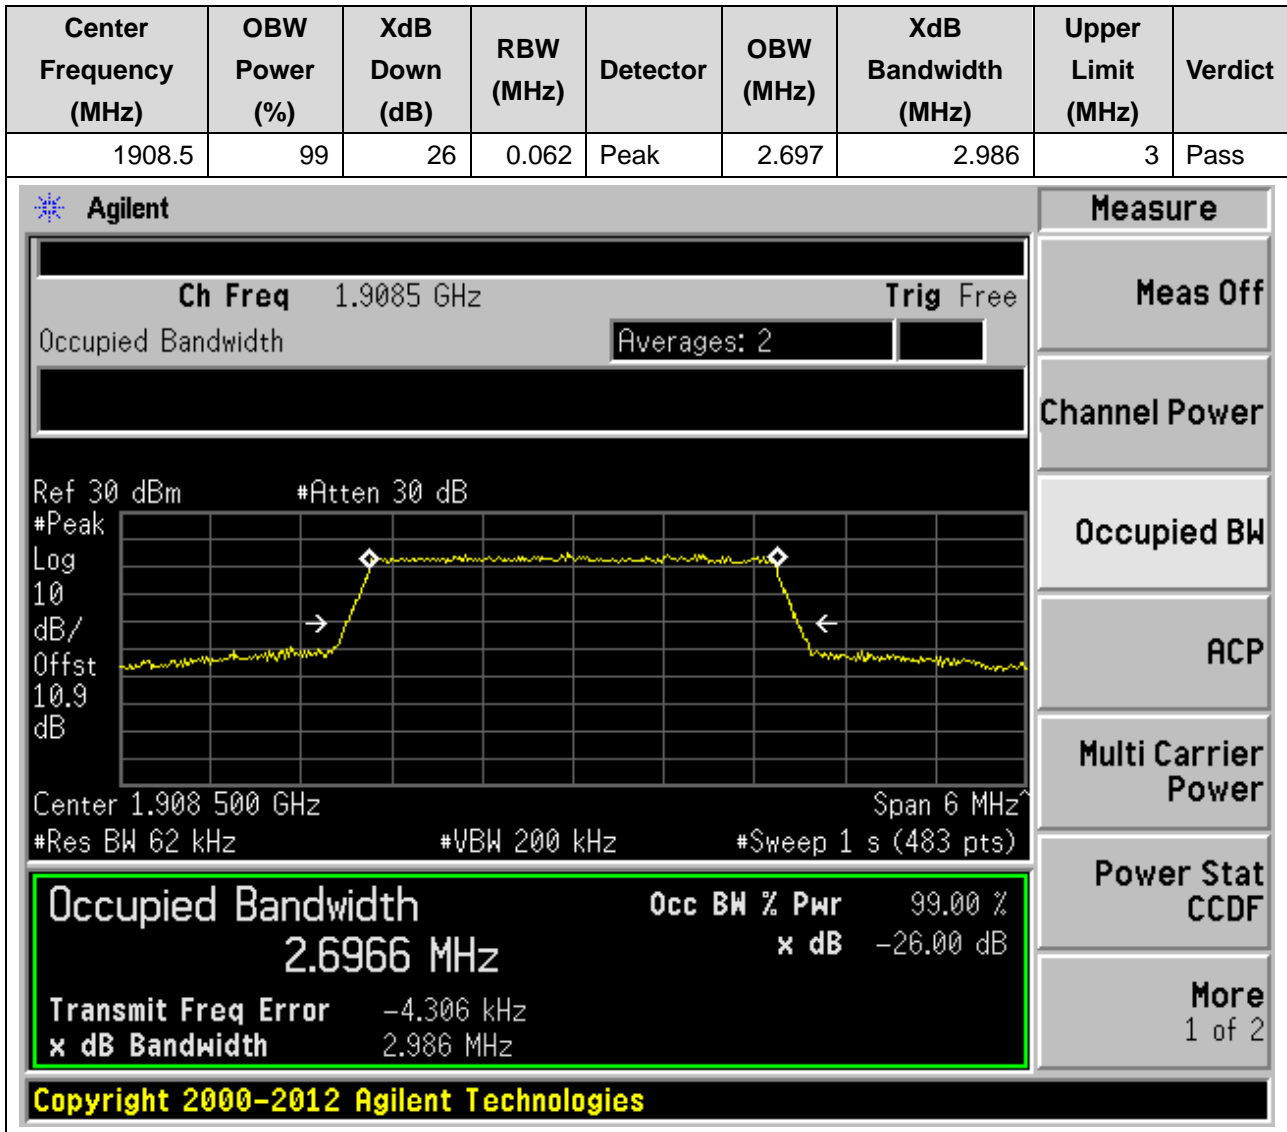 Center Frequency (MHz) OBW Power (%) XdB Down (dB) RBW (MHz) Detector OBW (MHz) XdB Bandwidth (MHz) Upper Limit (MHz) Verdict
1908.5 99 26 0.062 Peak 2.697 2.986 3 Pass
Agilent
Measure
Ch Freq 1.9085 GHz Trig Free
Meas Off
Occupied Bandwidth Averages: 2
Channel Power
Ref 30 dBm #Atten 30 dB
#Peak
Log
10
dB/
Offst
10.9
dB
Occupied BW
ACP
Multi Carrier
Power
Center 1.908 500 GHz Span 6 MHz^
#Res BW 62 kHz #VBW 200 kHz #Sweep 1 s (483 pts)
Power Stat
CCDF
Occupied Bandwidth Occ BW % Pwr 99.00 %
2.6966 MHz x dB -26.00 dB
Transmit Freq Error -4.306 kHz
x dB Bandwidth 2.986 MHz
More
1 of 2
Copyright 2000-2012 Agilent Technologies